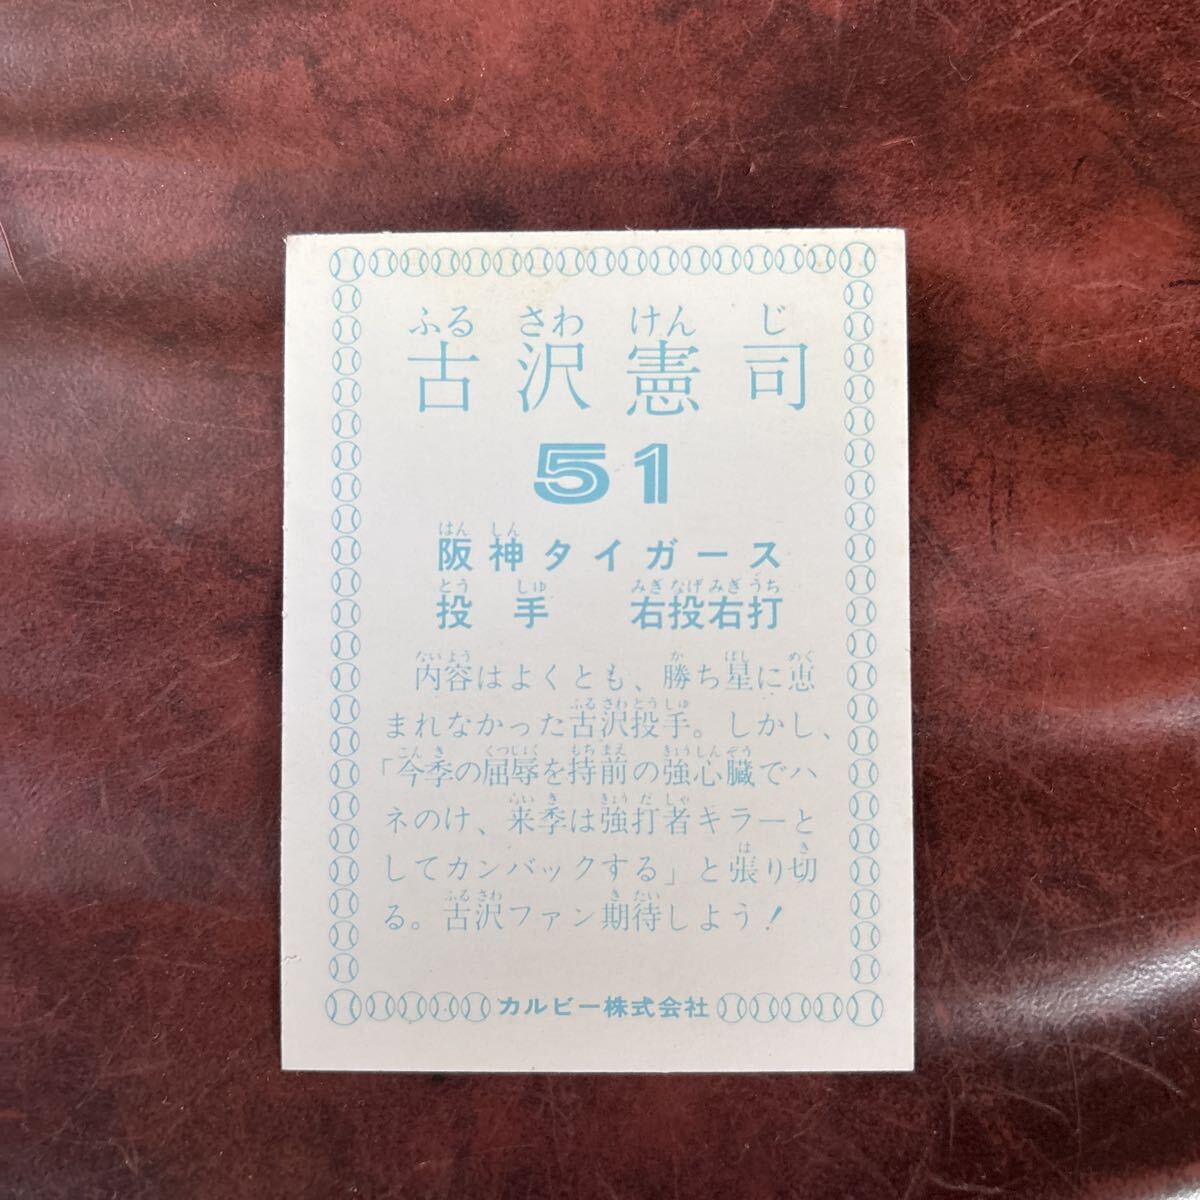 ふる さわ けん じ
古沢憲司
51
はん しん
阪神タイガース
とう しゅ みぎ なげ みぎ うち
投手 右投右打
ないよう か ぼし めぐ
内容はよくとも、勝ち星に恵
ふる さわ とう しゅ
まれなかった古沢投手。しかし、
こん き くつじょく もち まえ きょうしんぞう
「今季の屈辱を持前の強心臓でハ
らい き きょう だ しゃ
ネのけ、来季は強打者キラーと
は き
してカンバックする」と張り切
ふる さわ き たい
る。古沢ファン期待しよう!
カルビー株式会社